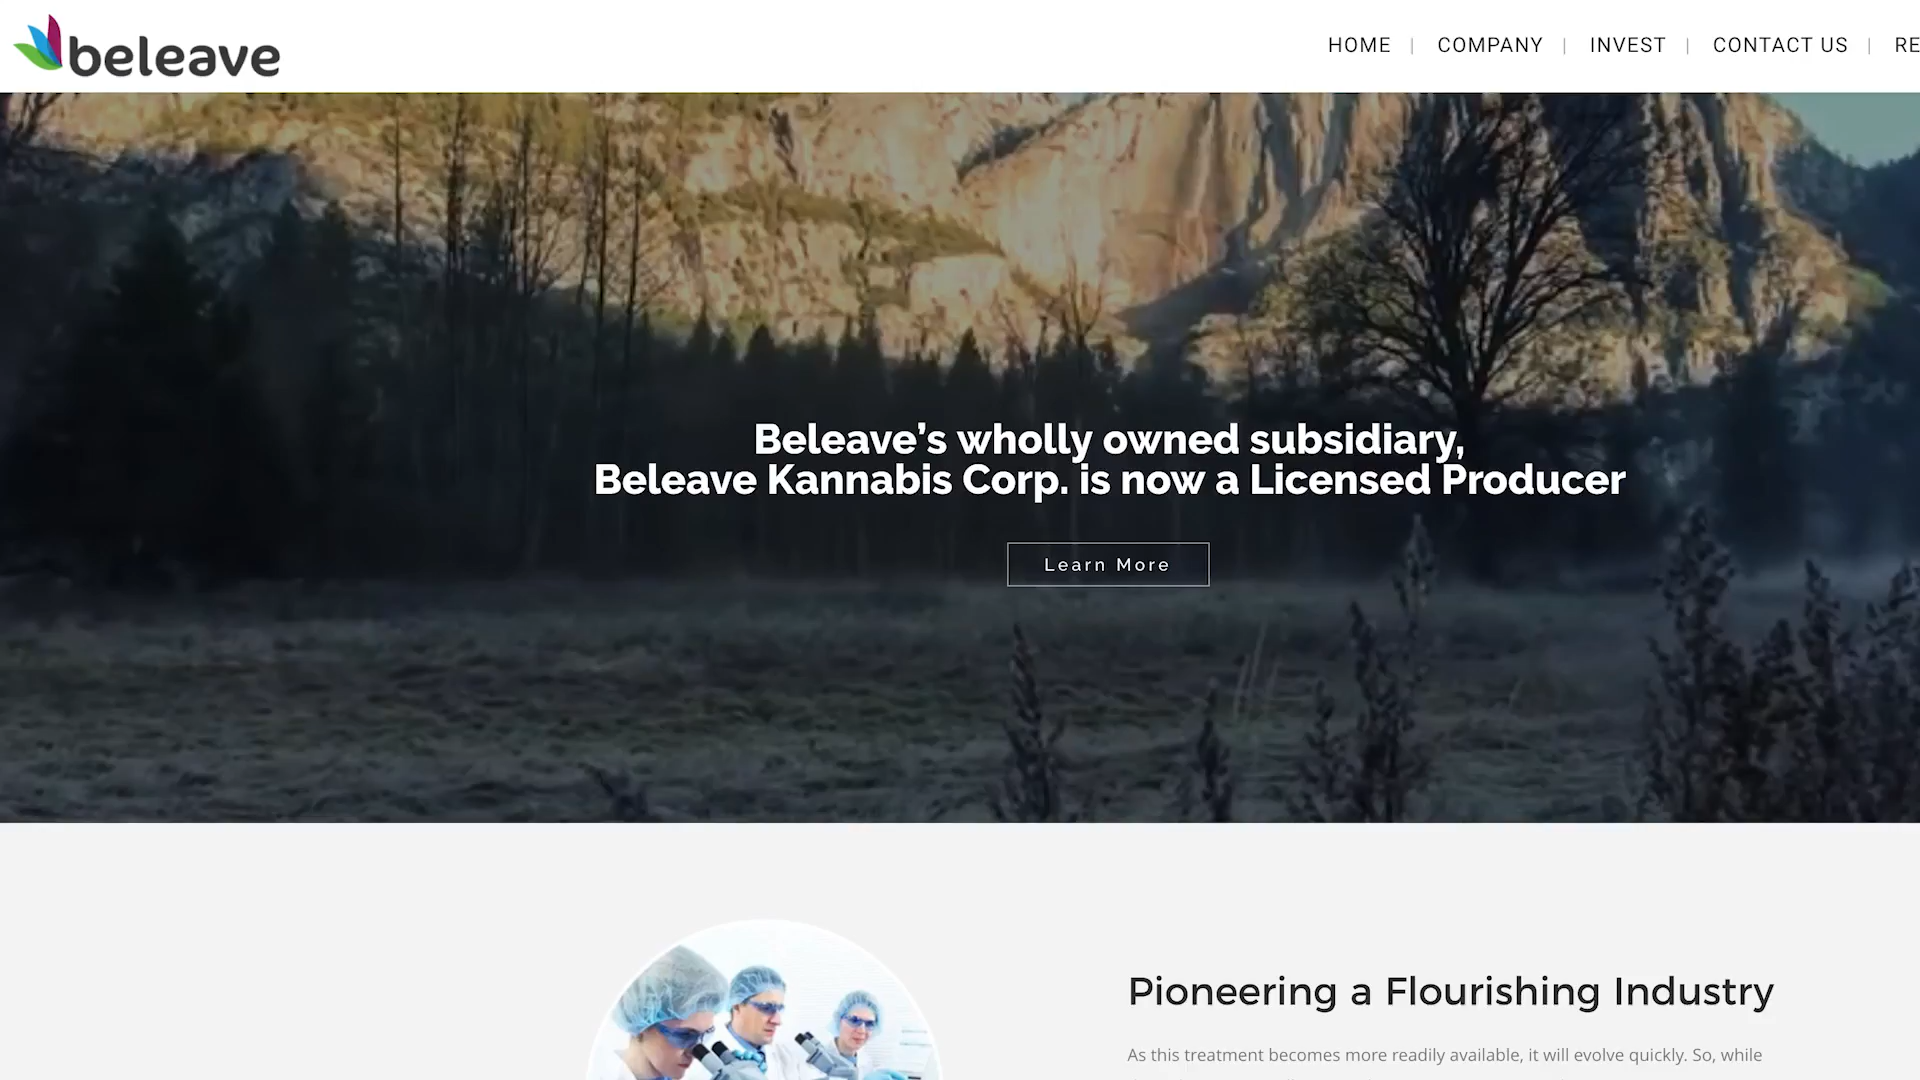 beleave
HOME | COMPANY | INVEST | CONTACT US |
Beleave’s wholly owned subsidiary,
Beleave Kannabis Corp. is now a Licensed Producer
Learn More
Pioneering a Flourishing Industry
As this treatment becomes more readily available, it will evolve quickly. So, while